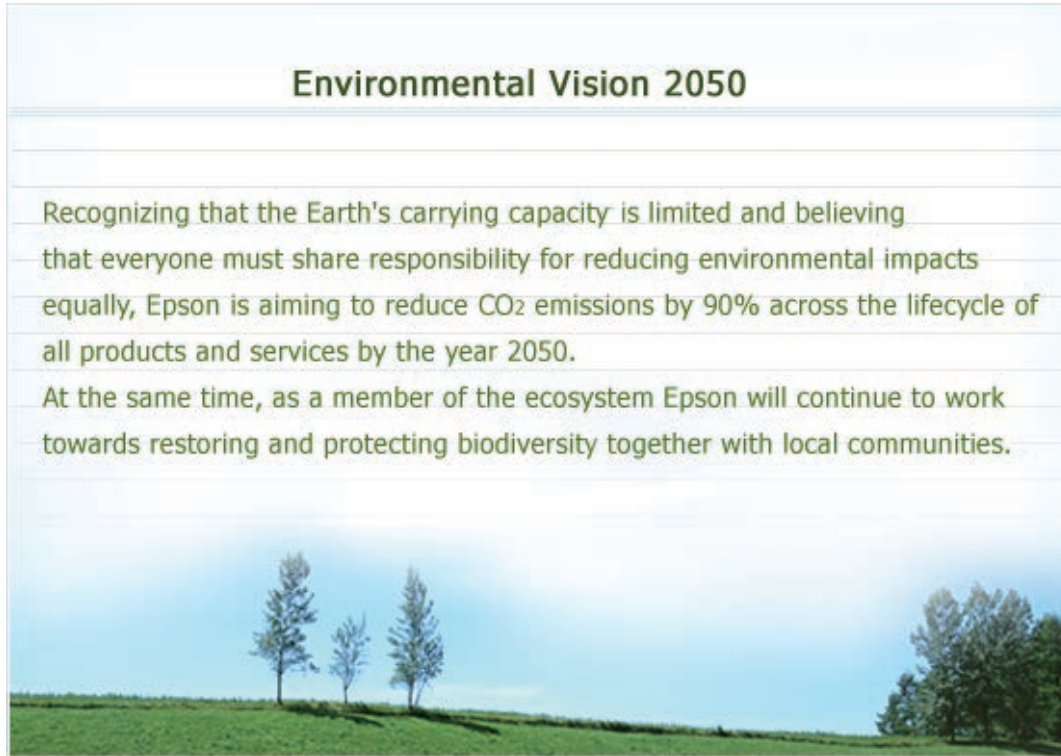 Environmental Vision 2050
Recognizing that the Earth's carrying capacity is limited and believing
that everyone must share responsibility for reducing environmental impacts
equally, Epson is aiming to reduce CO2 emissions by 90% across the lifecycle of
all products and services by the year 2050.
At the same time, as a member of the ecosystem Epson will continue to work
towards restoring and protecting biodiversity together with local communities.